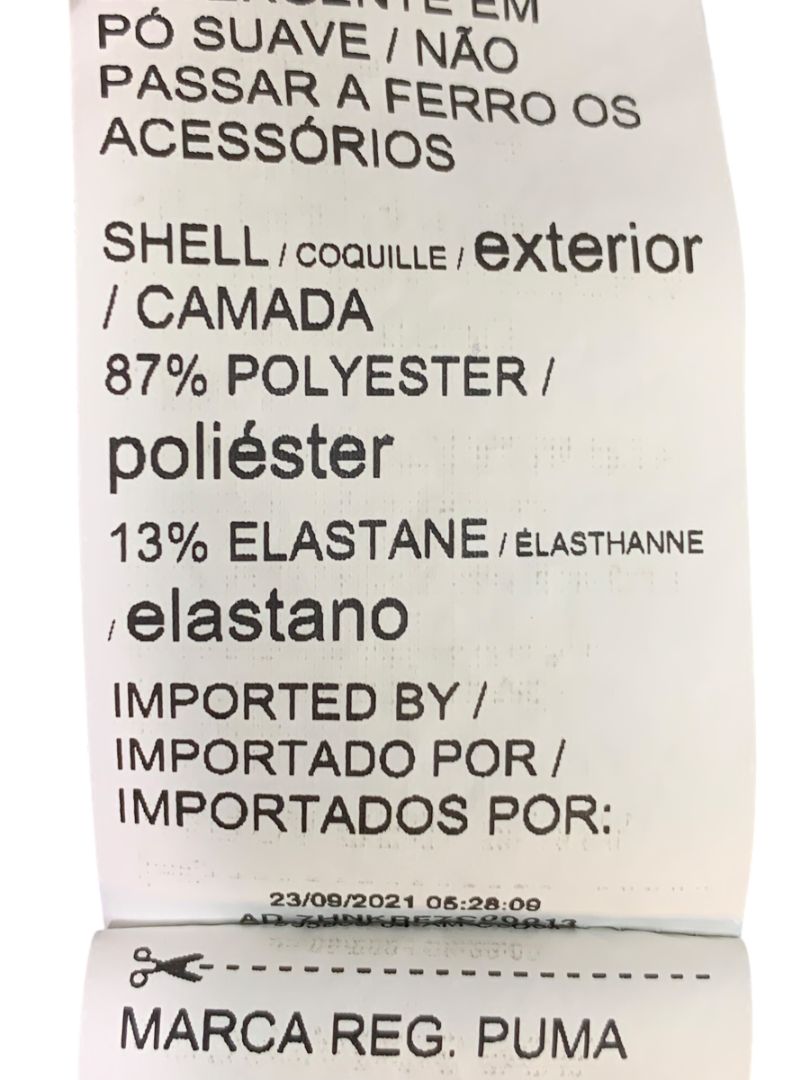 EM
PÓ SUAVE / NÃO
PASSAR A FERRO OS
ACESSÓRIOS
SHELL / COQUILLE / exterior
/ CAMADA
87% POLYESTER /
poliéster
13% ELASTANE / ÉLASTHANNE
/ elastano
IMPORTED BY /
IMPORTADO POR /
IMPORTADOS POR:
23/09/2021 05:28:09
MARCA REG. PUMA